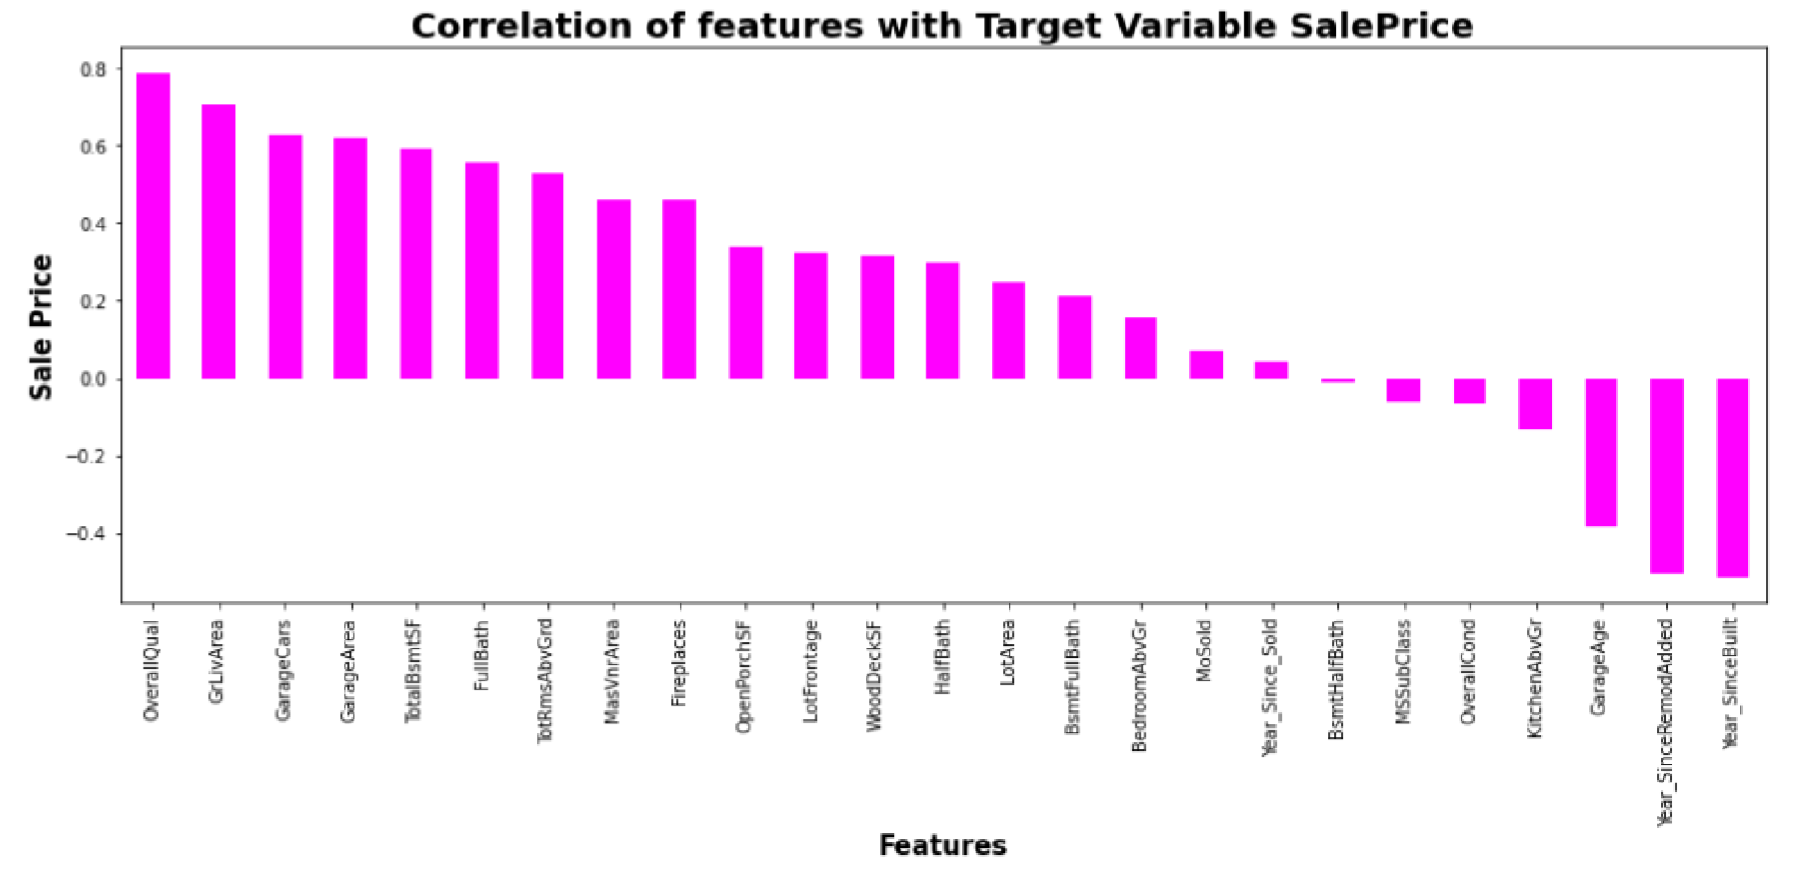 Correlation of features with Target Variable SalePrice
0.8
0.6
0.4
0.2
0.0
−0.2
−0.4
Sale Price
OverallQual
GrLivArea
GarageCars
GarageArea
TotalBsmtSF
FullBath
TotRmsAbvGrd
MasVnrArea
Fireplaces
OpenPorchSF
LotFrontage
WoodDeckSF
HalfBath
LotArea
BsmtFullBath
BedroomAbvGr
MoSold
Year_Since_Sold
BsmtHalfBath
MSSubClass
OverallCond
KitchenAbvGr
GarageAge
Year_SinceRemodAdded
Year_SinceBuilt
Features